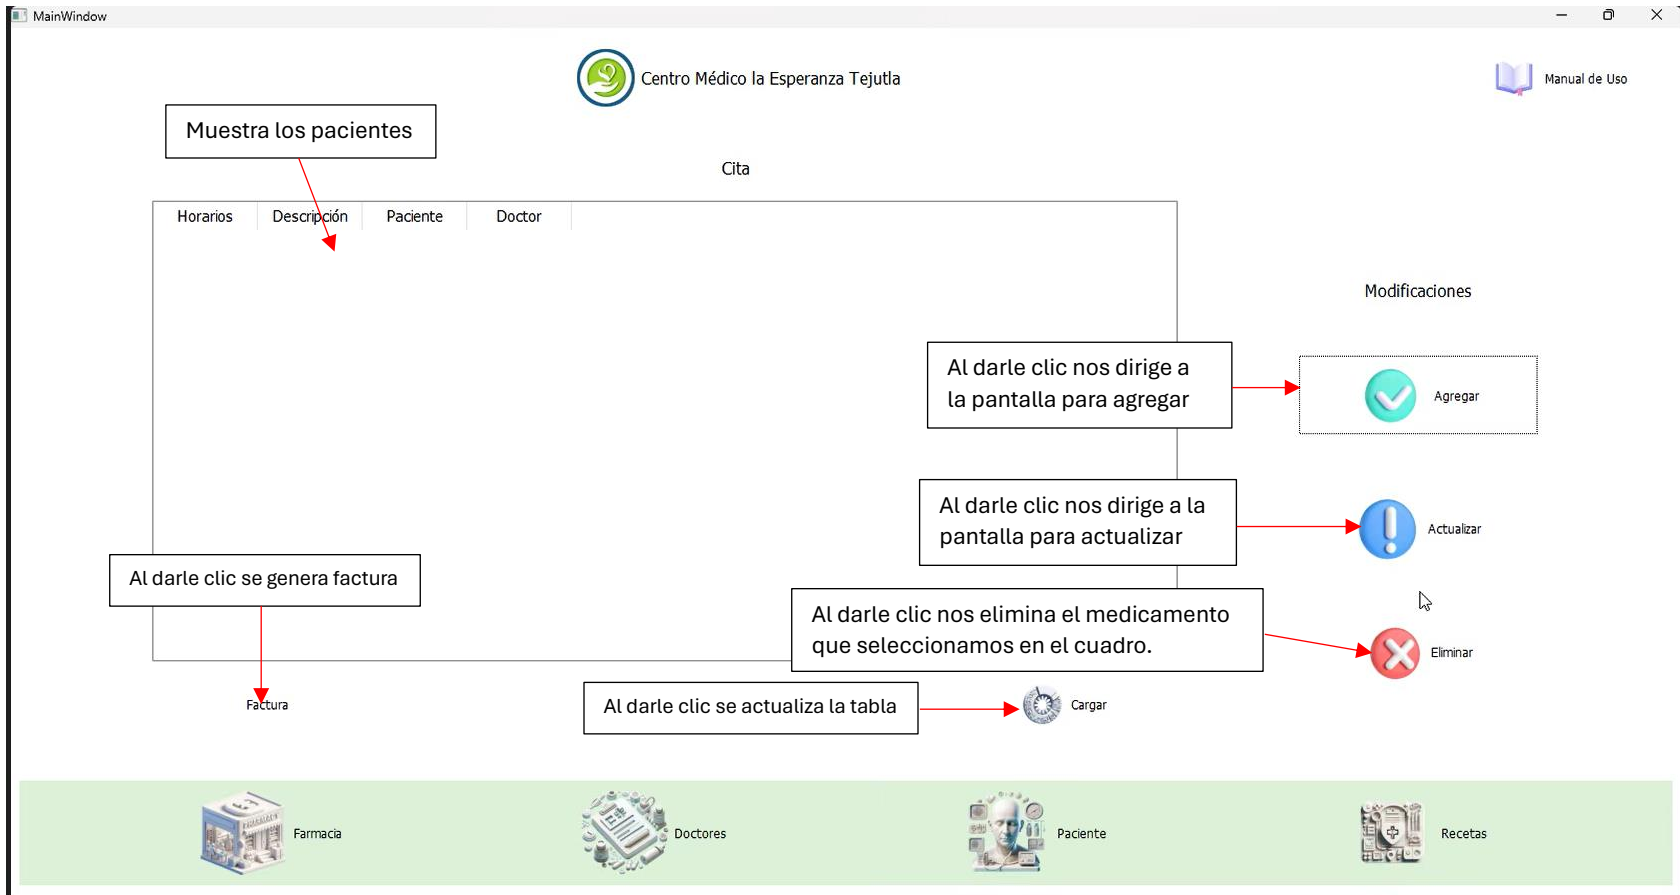 MainWindow
Centro Médico la Esperanza Tejutla
Manual de Uso
Muestra los pacientes
Cita
Horarios Descripción Paciente Doctor
Modificaciones
Al darle clic nos dirige a
la pantalla para agregar
Agregar
Al darle clic nos dirige a la
pantalla para actualizar
Actualizar
Al darle clic se genera factura
Al darle clic nos elimina el medicamento
que seleccionamos en el cuadro.
Eliminar
Factura
Al darle clic se actualiza la tabla
Cargar
Farmacia
Doctores
Paciente
Recetas